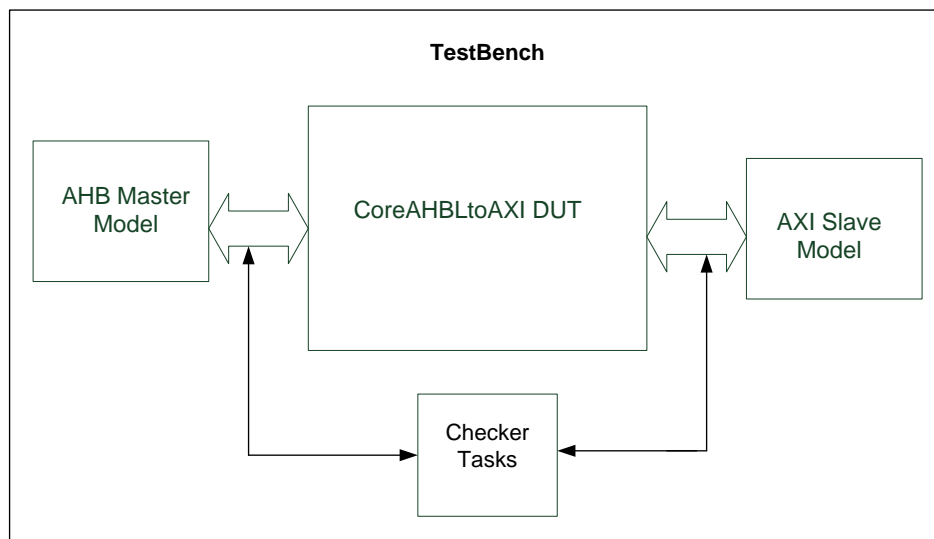 TestBench
AHB Master
Model
CoreAHBLtoAXI DUT
AXI Slave
Model
Checker
Tasks